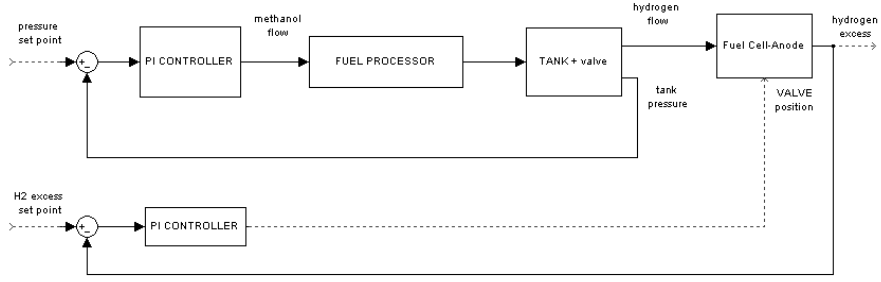 pressure
set point
+
-
PI CONTROLLER
methanol
flow
FUEL PROCESSOR
TANK + valve
hydrogen
flow
tank
pressure
Fuel Cell-Anode
hydrogen
excess
VALVE
position
H2 excess
set point
+
-
PI CONTROLLER